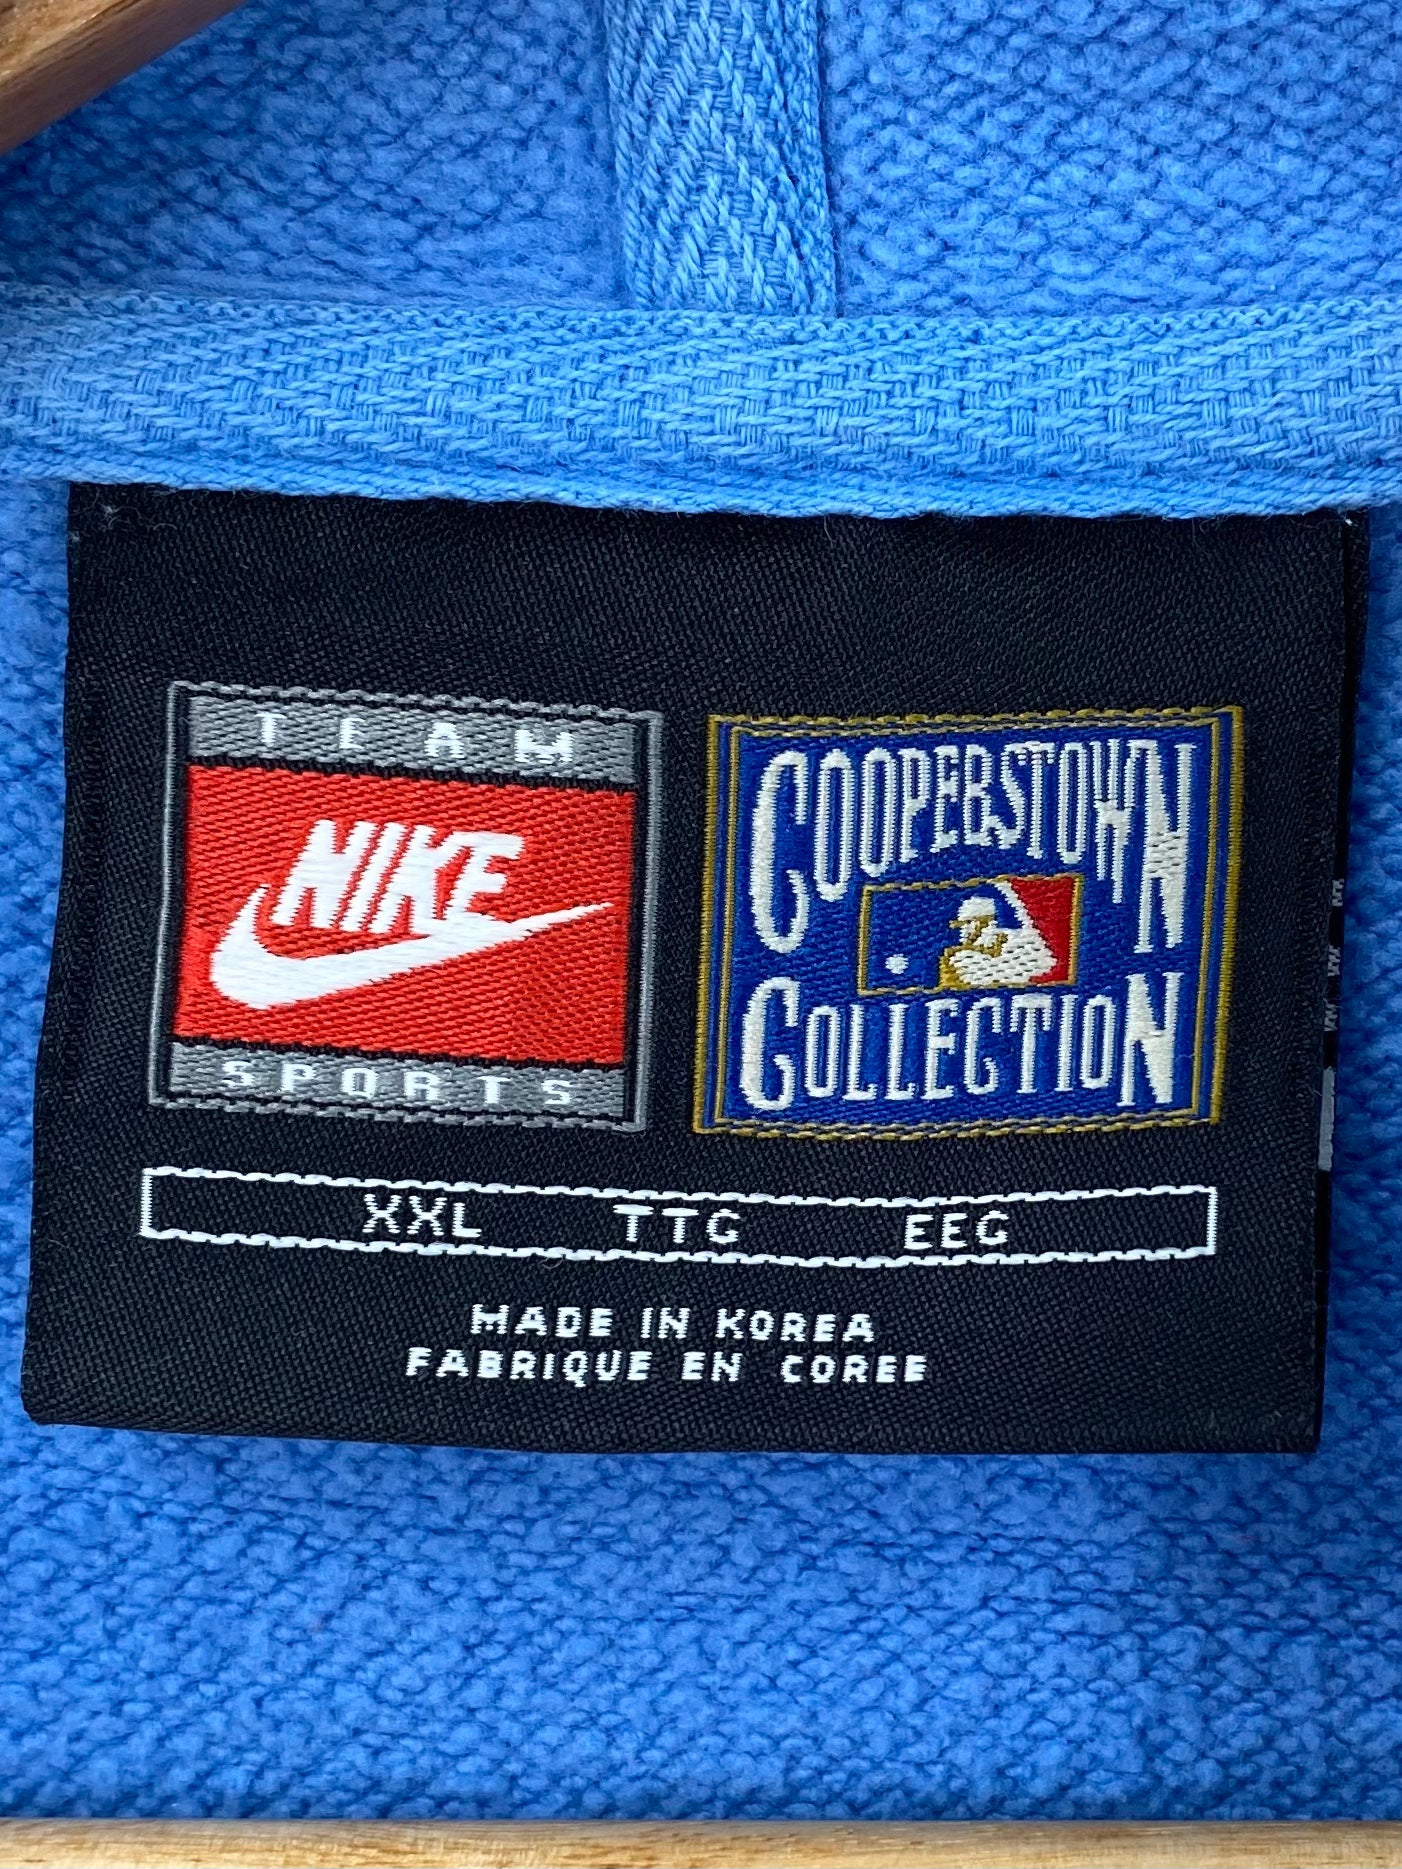 TEAM
NIKE
SPORTS
COOPERSTOWN
COLLECTION
XXL TTG EEG
MADE IN KOREA
FABRIQUE EN COREE